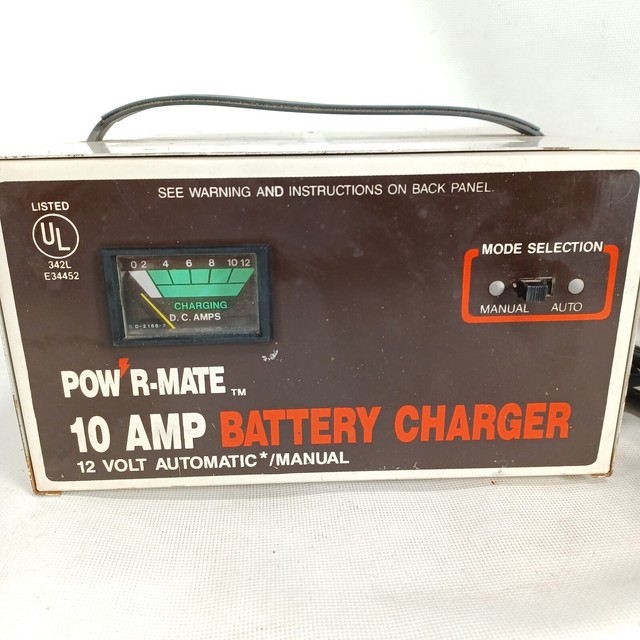 SEE WARNING AND INSTRUCTIONS ON BACK PANEL.
LISTED
UL
342L
E34452
0 2 4 6 8 10 12
CHARGING
D.C. AMPS
MODE SELECTION
MANUAL AUTO
POW'R-MATE TM
10 AMP BATTERY CHARGER
12 VOLT AUTOMATIC*/MANUAL